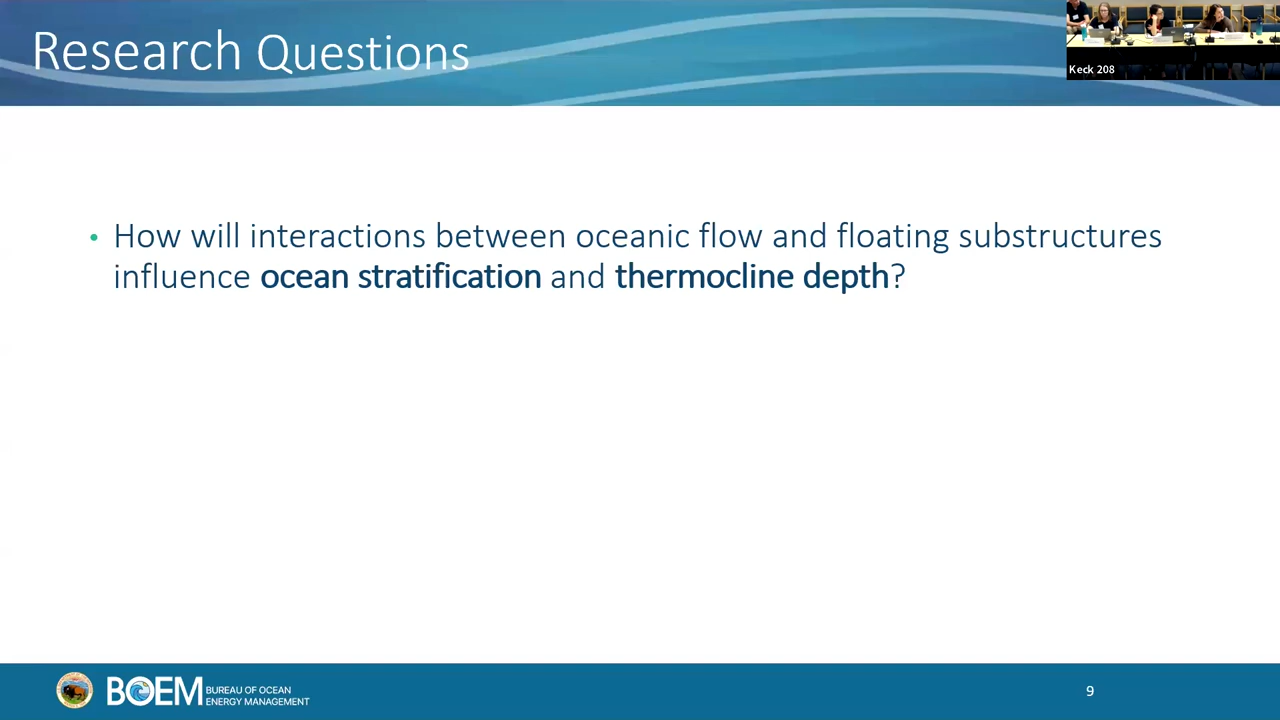 Research Questions
Keck 208
• How will interactions between oceanic flow and floating substructures
influence ocean stratification and thermocline depth?
BOEM
BUREAU OF OCEAN
ENERGY MANAGEMENT
9